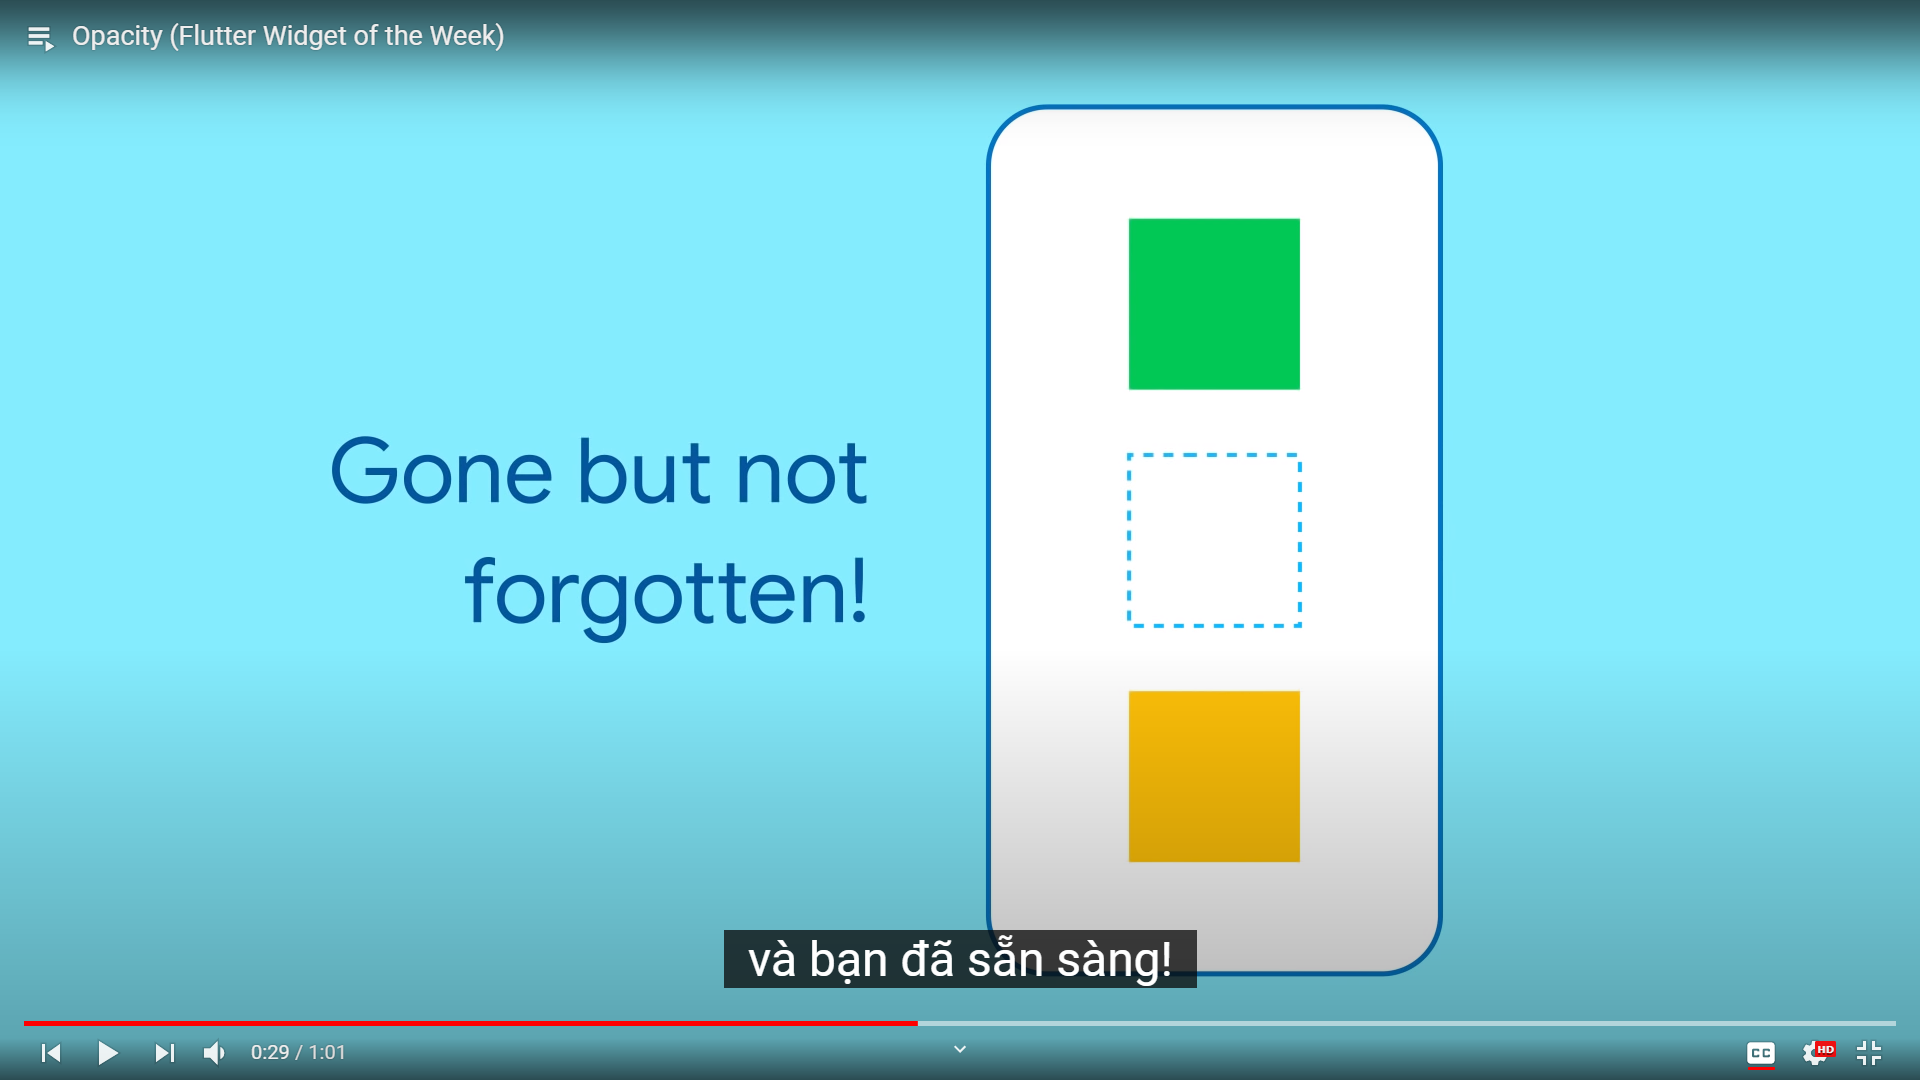 Opacity (Flutter Widget of the Week)
Gone but not
forgotten!
và bạn đã sẵn sàng!
0:29 / 1:01
CC
HD